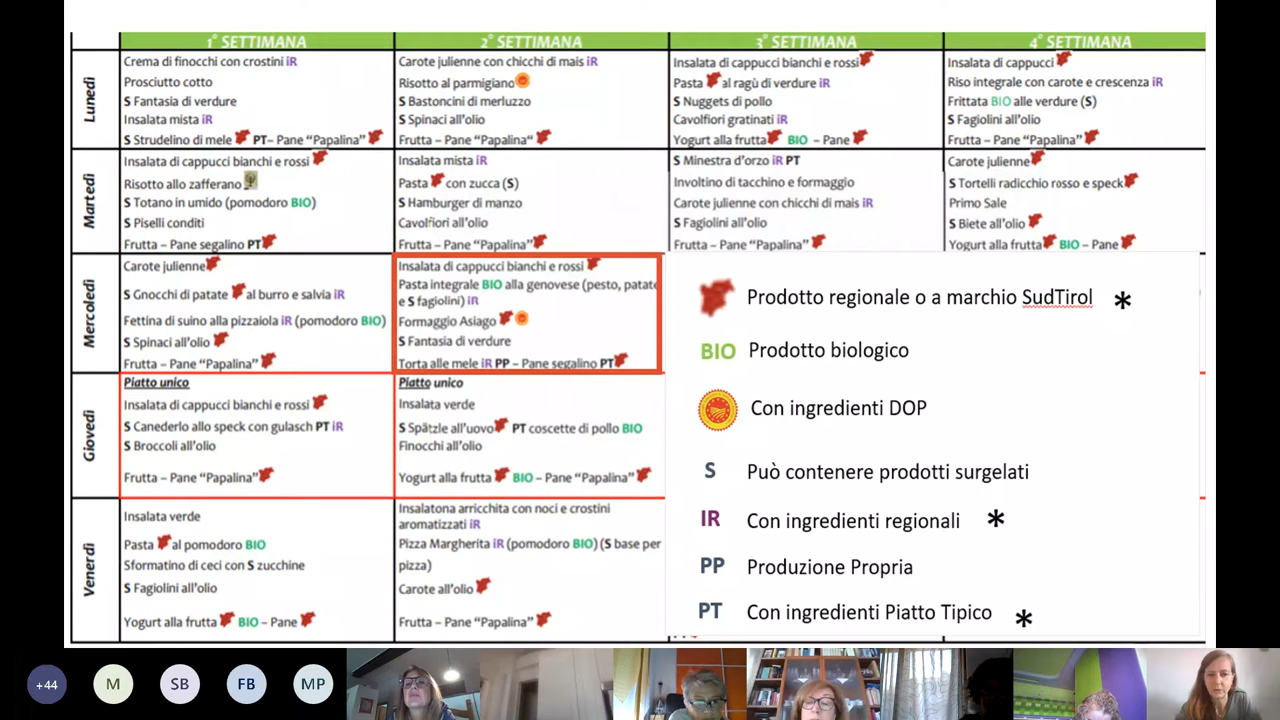 1° SETTIMANA
2° SETTIMANA
3° SETTIMANA
4° SETTIMANA
Lunedì
Crema di finocchi con crostini iR
Prosciutto cotto
S Fantasia di verdure
Insalata mista iR
S Strudelino di mele PT– Pane "Papalina"
Carote julienne con chicchi di mais iR
Risotto al parmigiano
S Bastoncini di merluzzo
S Spinaci all'olio
Frutta – Pane "Papalina"
Insalata di cappucci bianchi e rossi
Pasta al ragù di verdure iR
S Nuggets di pollo
Cavolfiori gratinati iR
Yogurt alla frutta BIO – Pane
Insalata di cappucci
Riso integrale con carote e crescenza iR
Frittata BIO alle verdure (S)
S Fagiolini all'olio
Frutta – Pane "Papalina"
Martedì
Insalata di cappucci bianchi e rossi
Risotto allo zafferano
S Totano in umido (pomodoro BIO)
S Piselli conditi
Frutta – Pane segalino PT
Insalata mista iR
Pasta con zucca (S)
S Hamburger di manzo
Cavolfiori all'olio
Frutta – Pane "Papalina"
S Minestra d'orzo iR PT
Involtino di tacchino e formaggio
Carote julienne con chicchi di mais iR
S Fagiolini all'olio
Frutta – Pane "Papalina"
Carote julienne
S Tortelli radicchio rosso e speck
Primo Sale
S Biete all'olio
Yogurt alla frutta BIO – Pane
Mercoledì
Carote julienne
S Gnocchi di patate al burro e salvia iR
Fettina di suino alla pizzaiola iR (pomodoro BIO)
S Spinaci all'olio
Frutta – Pane "Papalina"
Insalata di cappucci bianchi e rossi
Pasta integrale BIO alla genovese (pesto, patate
e S fagiolini) iR
Formaggio Asiago
S Fantasia di verdure
Torta alle mele iR PP – Pane segalino PT
Giovedì
Piatto unico
Insalata di cappucci bianchi e rossi
S Canederlo allo speck con gulasch PT iR
S Broccoli all'olio
Frutta – Pane "Papalina"
Piatto unico
Insalata verde
S Spätzle all'uovo PT coscette di pollo BIO
Finocchi all'olio
Yogurt alla frutta BIO – Pane "Papalina"
Venerdì
Insalata verde
Pasta al pomodoro BIO
Sformatino di ceci con S zucchine
S Fagiolini all'olio
Yogurt alla frutta BIO – Pane
Insalatona arricchita con noci e crostini
aromatizzati iR
Pizza Margherita iR (pomodoro BIO) (S base per
pizza)
Carote all'olio
Frutta – Pane "Papalina"
Prodotto regionale o a marchio SudTirol *
BIO Prodotto biologico
Con ingredienti DOP
S Può contenere prodotti surgelati
IR Con ingredienti regionali *
PP Produzione Propria
PT Con ingredienti Piatto Tipico *
+44
M
SB
FB
MP